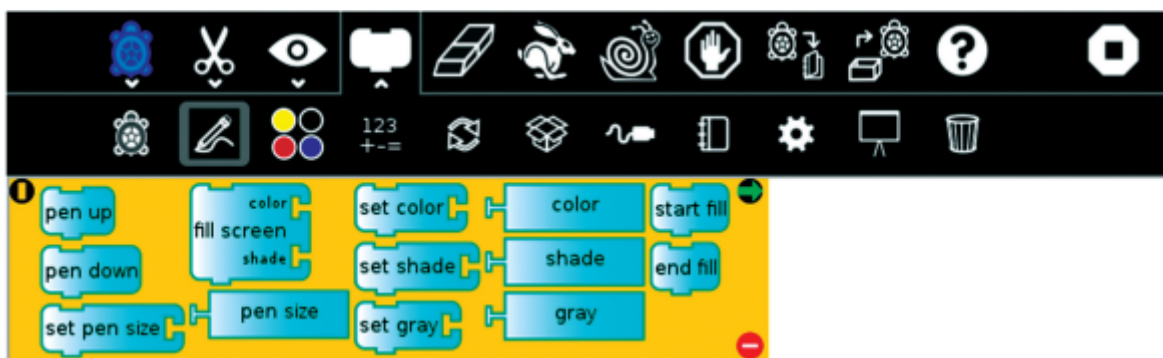 ?
123
+-=
pen up
pen down
set pen size
color
fill screen
shade
pen size
set color
set shade
set gray
color
shade
gray
start fill
end fill